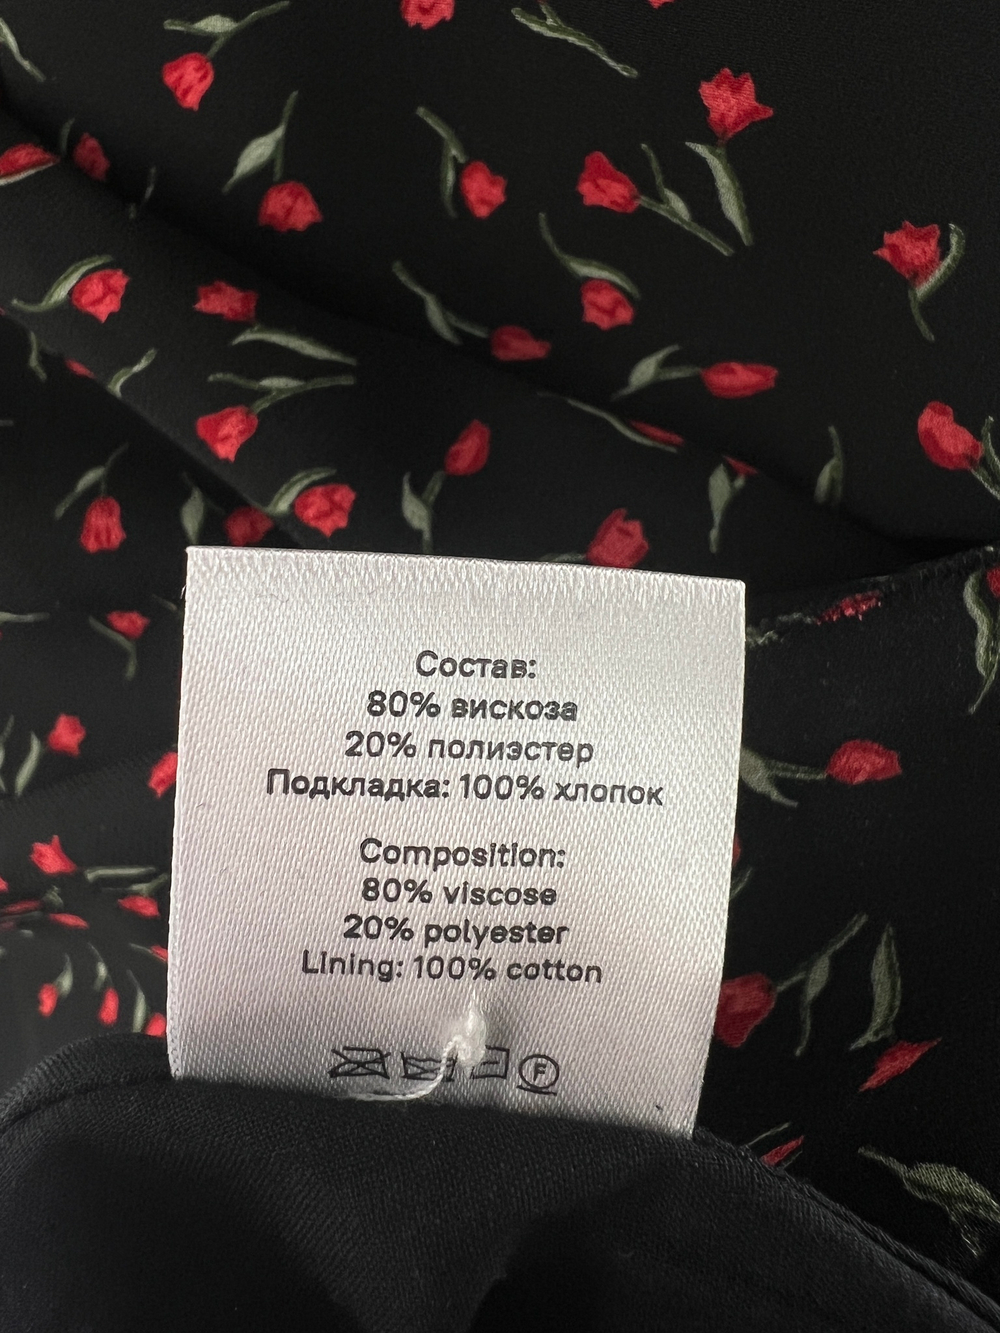 Состав:
80% вискоза
20% полиэстер
Подкладка: 100% хлопок
Composition:
80% viscose
20% polyester
Lining: 100% cotton
F